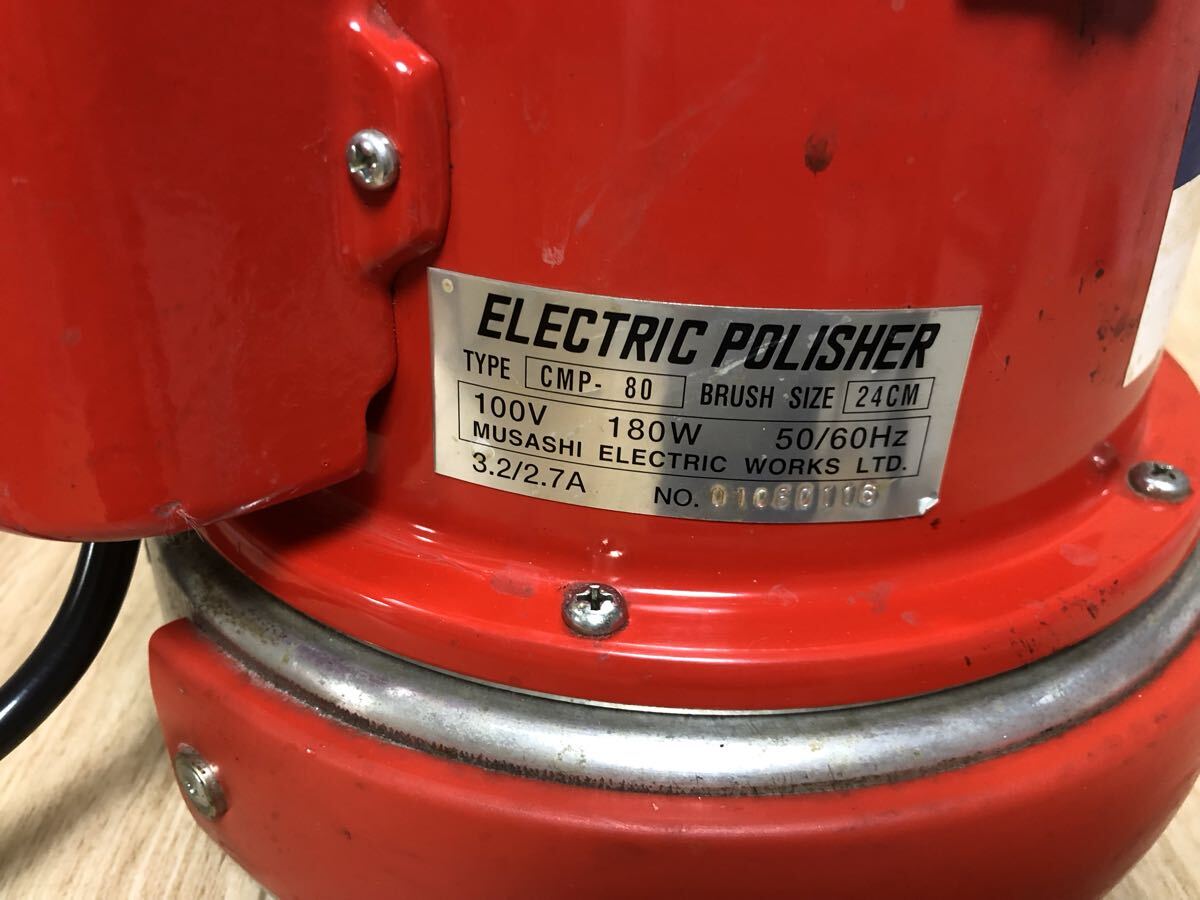 ELECTRIC POLISHER
TYPE CMP- 80 BRUSH SIZE 24CM
100V 180W 50/60Hz
MUSASHI ELECTRIC WORKS LTD.
3.2/2.7A NO. 01080116